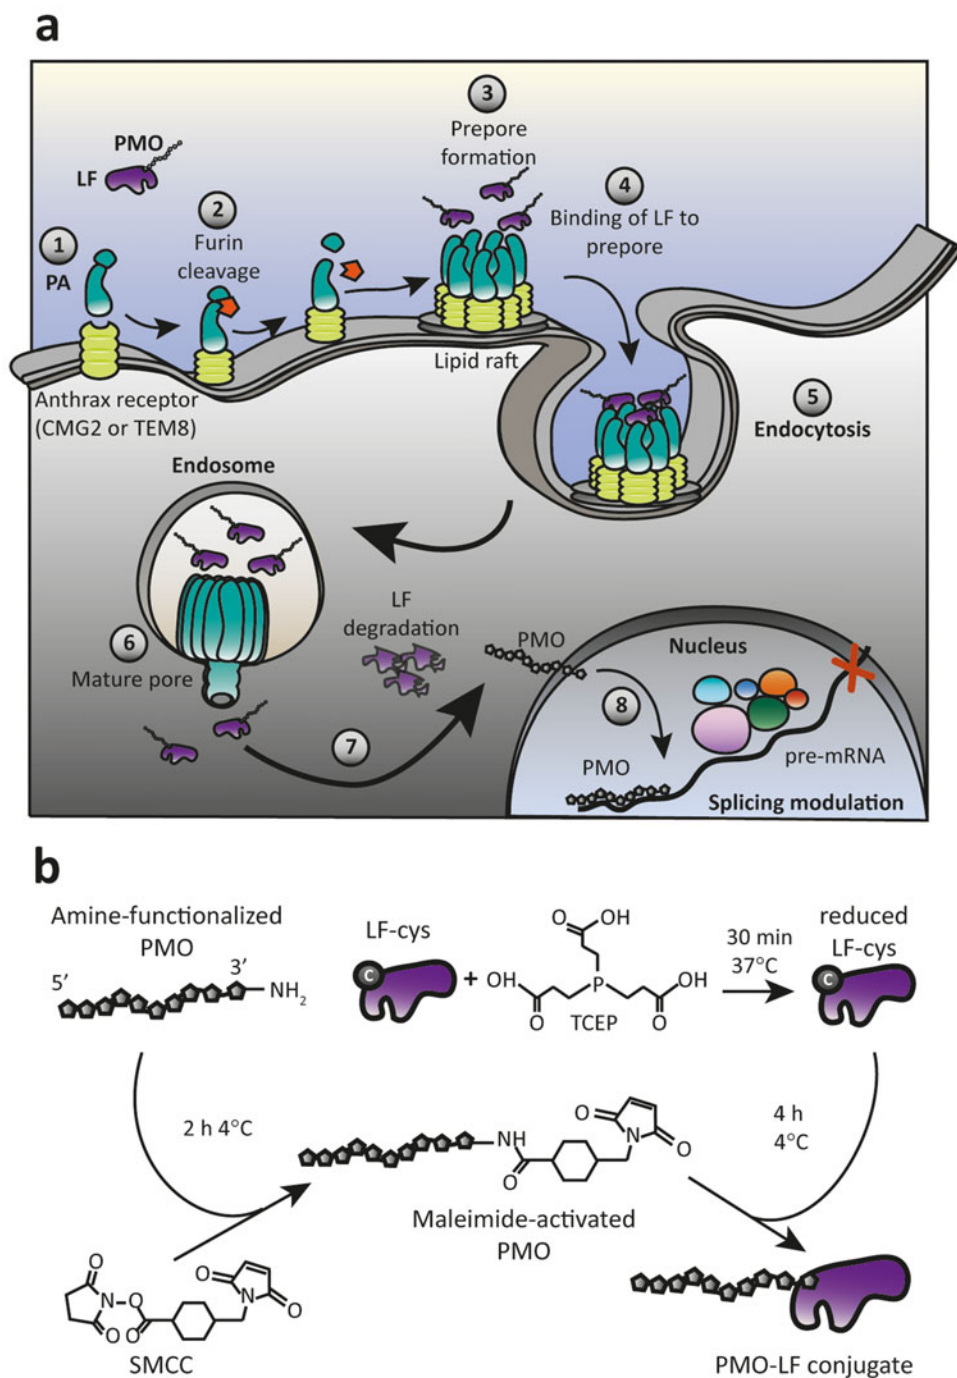 a
3
Prepore
formation
PMO
LF
2
Furin
cleavage
4
Binding of LF to
prepore
1
PA
Lipid raft
Anthrax receptor
(CMG2 or TEM8)
5
Endocytosis
Endosome
LF
degradation
6
Mature pore
PMO
Nucleus
7
8
PMO
pre-mRNA
Splicing modulation
b
Amine-functionalized
PMO
5’
3’
NH2
LF-cys
C
+
O
OH
OH
O
P
OH
O
TCEP
30 min
37°C
reduced
LF-cys
C
2 h 4°C
NH
O
O
N
O
4 h
4°C
Maleimide-activated
PMO
O
N
O
O
O
O
N
O
SMCC
PMO-LF conjugate